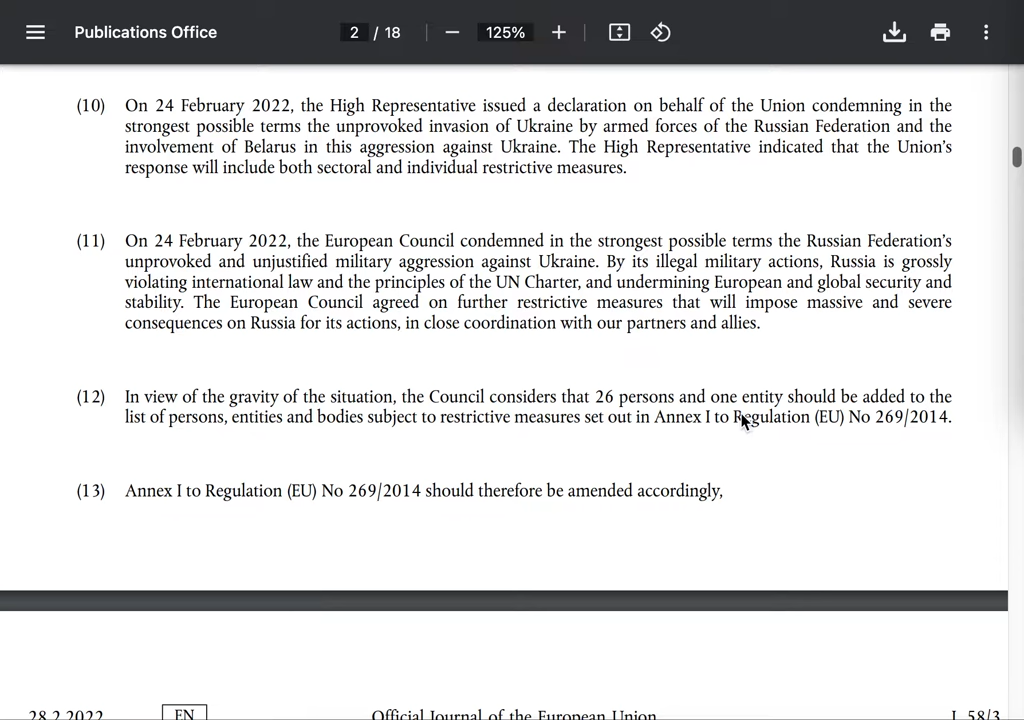 Publications Office
2 / 18
125%
(10) On 24 February 2022, the High Representative issued a declaration on behalf of the Union condemning in the
strongest possible terms the unprovoked invasion of Ukraine by armed forces of the Russian Federation and the
involvement of Belarus in this aggression against Ukraine. The High Representative indicated that the Union’s
response will include both sectoral and individual restrictive measures.
(11) On 24 February 2022, the European Council condemned in the strongest possible terms the Russian Federation’s
unprovoked and unjustified military aggression against Ukraine. By its illegal military actions, Russia is grossly
violating international law and the principles of the UN Charter, and undermining European and global security and
stability. The European Council agreed on further restrictive measures that will impose massive and severe
consequences on Russia for its actions, in close coordination with our partners and allies.
(12) In view of the gravity of the situation, the Council considers that 26 persons and one entity should be added to the
list of persons, entities and bodies subject to restrictive measures set out in Annex I to Regulation (EU) No 269/2014.
(13) Annex I to Regulation (EU) No 269/2014 should therefore be amended accordingly,
28.2.2022 EN Official Journal of the European Union L 58/3